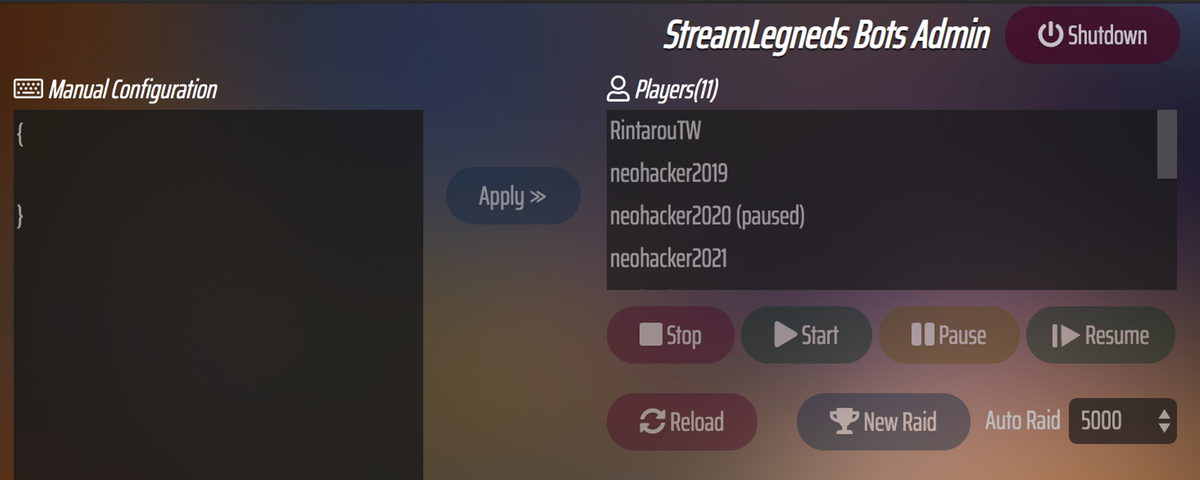 StreamLegneds Bots Admin
Shutdown
Manual Configuration
{
}
Apply >>
Players(11)
RintarouTW
neohacker2019
neohacker2020 (paused)
neohacker2021
Stop
Start
Pause
Resume
Reload
New Raid
Auto Raid
5000